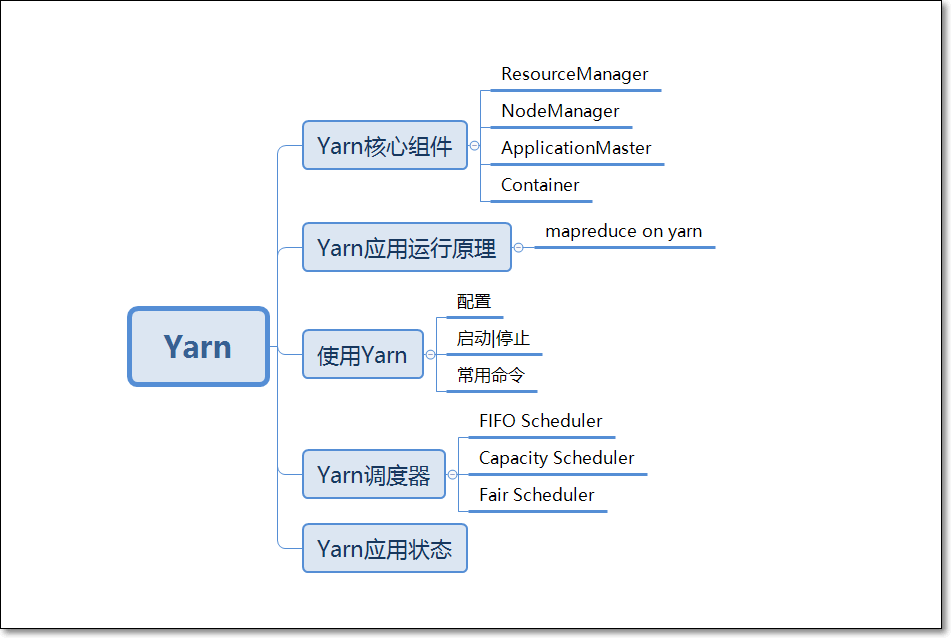 Yarn
Yarn核心组件
ResourceManager
NodeManager
ApplicationMaster
Container
Yarn应用运行原理
mapreduce on yarn
使用Yarn
配置
启动|停止
常用命令
Yarn调度器
FIFO Scheduler
Capacity Scheduler
Fair Scheduler
Yarn应用状态